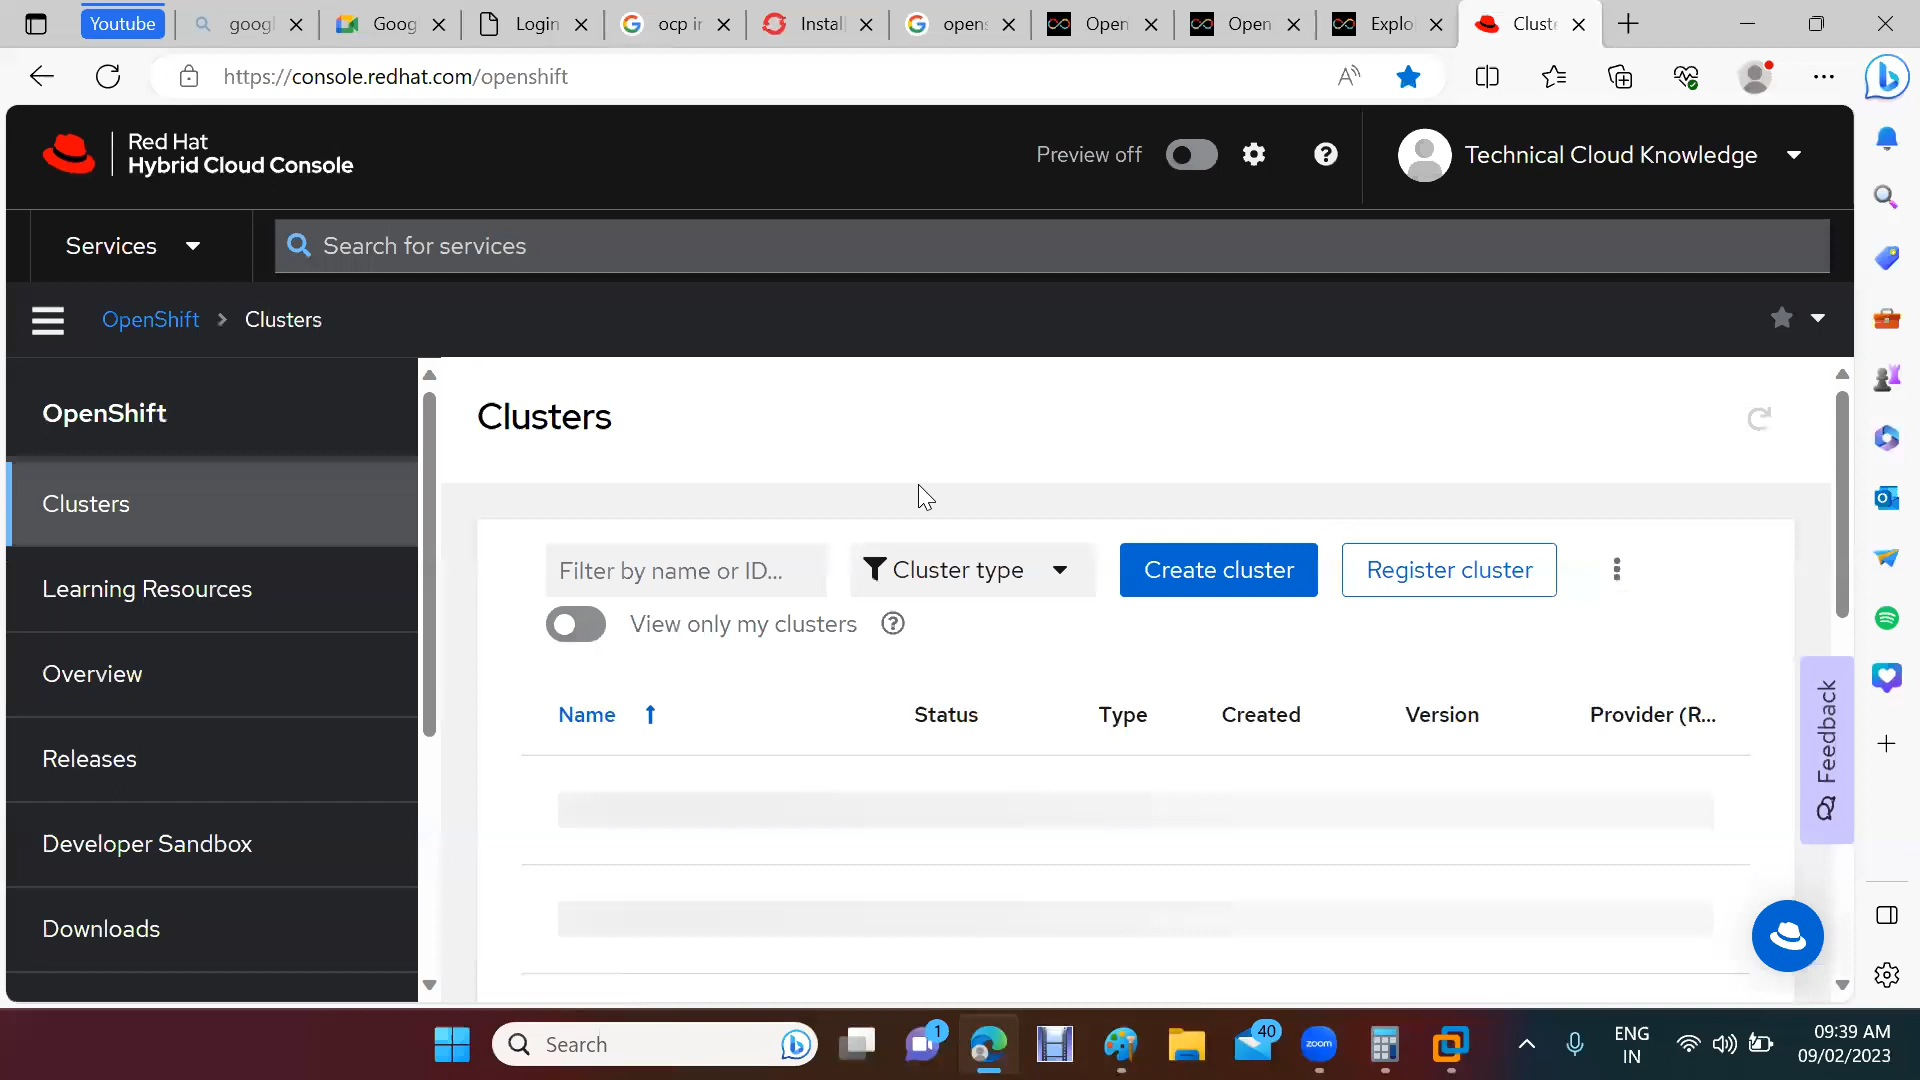 Youtube
googl
Goog
Login
ocp ir
Install
opens
Open
Open
Explo
Cluste
https://console.redhat.com/openshift
Red Hat
Hybrid Cloud Console
Preview off
Technical Cloud Knowledge
Services
Search for services
OpenShift
Clusters
OpenShift
Clusters
Learning Resources
Overview
Releases
Developer Sandbox
Downloads
Clusters
Filter by name or ID...
Cluster type
Create cluster
Register cluster
View only my clusters
Name
Status
Type
Created
Version
Provider (R...
Feedback
Search
1
40
zoom
ENG
IN
09:39 AM
09/02/2023